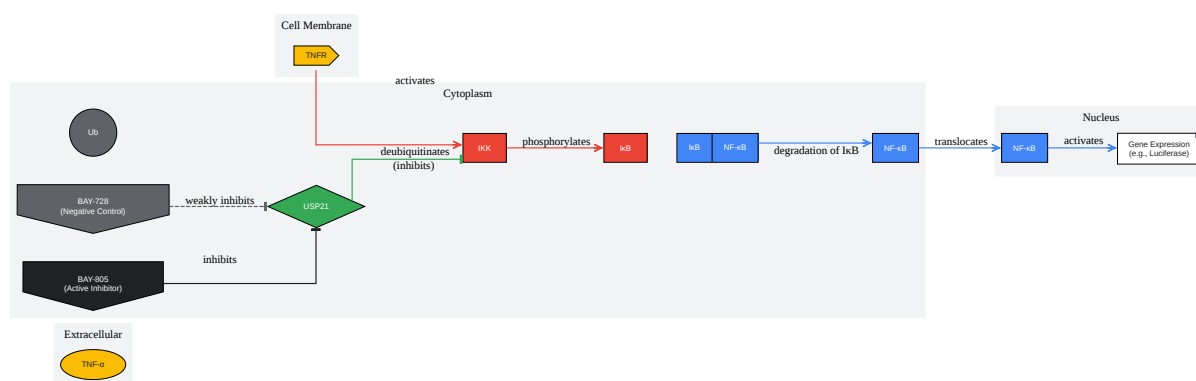 Cell Membrane
TNFR
activates
Cytoplasm
Ub
IKK
phosphorylates
IκB
IκB
NF-κB
degradation of IκB
NF-κB
translocates
Nucleus
NF-κB
activates
Gene Expression
(e.g., Luciferase)
deubiquitinates
(inhibits)
BAY-728
(Negative Control)
weakly inhibits
USP21
inhibits
BAY-805
(Active Inhibitor)
Extracellular
TNF-α